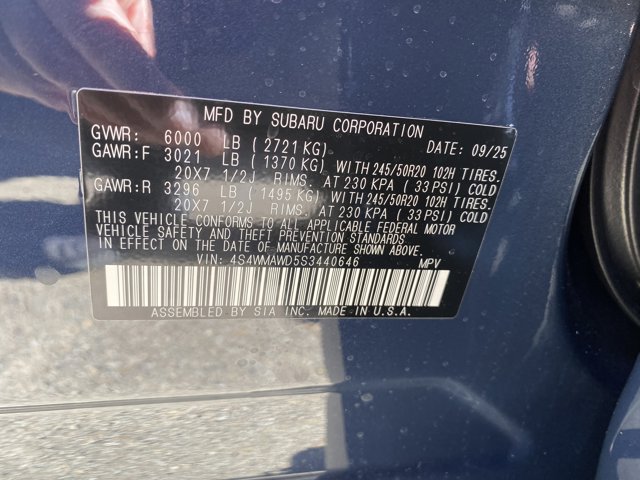 MFD BY SUBARU CORPORATION
GVWR: 6000 LB ( 2721 KG) DATE: 09/25
GAWR:F 3021 LB ( 1370 KG) WITH 245/50R20 102H TIRES.
20X7 1/2J RIMS. AT 230 KPA ( 33 PSI) COLD
GAWR:R 3296 LB ( 1495 KG) WITH 245/50R20 102H TIRES.
20X7 1/2J RIMS. AT 230 KPA ( 33 PSI) COLD
THIS VEHICLE CONFORMS TO ALL APPLICABLE FEDERAL MOTOR
VEHICLE SAFETY AND THEFT PREVENTION STANDARDS
IN EFFECT ON THE DATE OF MANUFACTURE SHOWN ABOVE.
VIN: 4S4WMAWD5S3440646 MPV
ASSEMBLED BY SIA INC. MADE IN U.S.A.